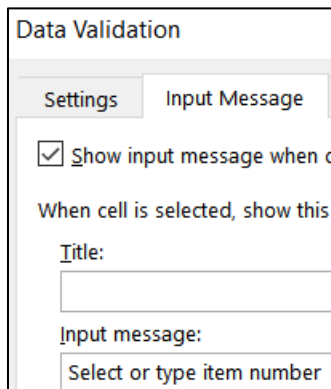 Data Validation
Settings Input Message
Show input message when
When cell is selected, show this
Title:
Input message:
Select or type item number